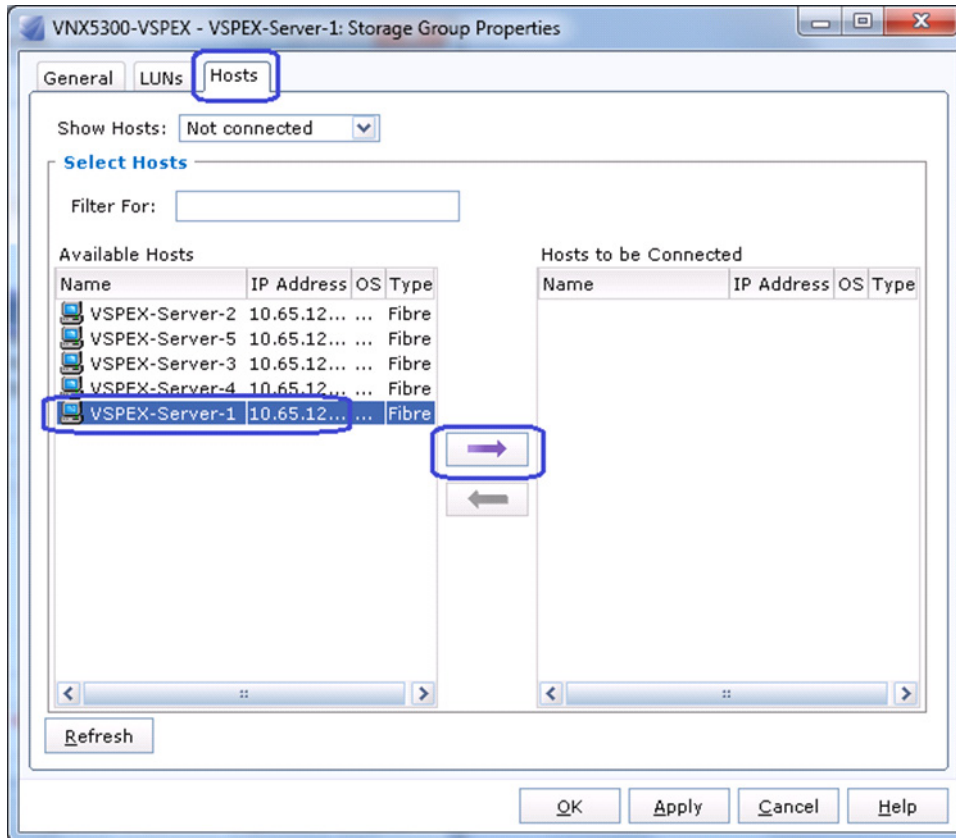 VNX5300-VSPEX - VSPEX-Server-1: Storage Group Properties
General LUNs Hosts
Show Hosts: Not connected
Select Hosts
Filter For:
Available Hosts
Name IP Address OS Type
VSPEX-Server-2 10.65.12... ... Fibre
VSPEX-Server-5 10.65.12... ... Fibre
VSPEX-Server-3 10.65.12... ... Fibre
VSPEX-Server-4 10.65.12... ... Fibre
VSPEX-Server-1 10.65.12... ... Fibre
Hosts to be Connected
Name IP Address OS Type
Refresh
OK Apply Cancel Help